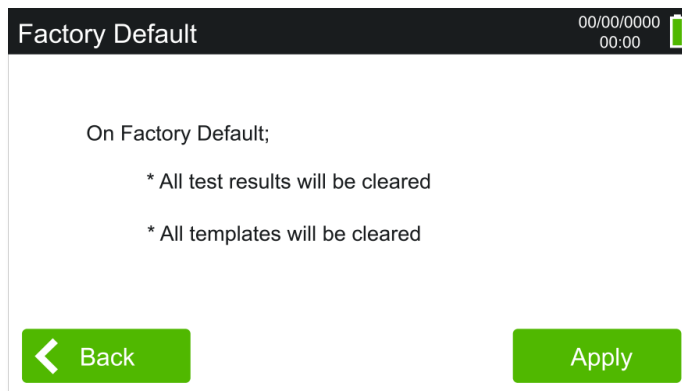 Factory Default
00/00/0000
00:00
On Factory Default;
* All test results will be cleared
* All templates will be cleared
Back
Apply